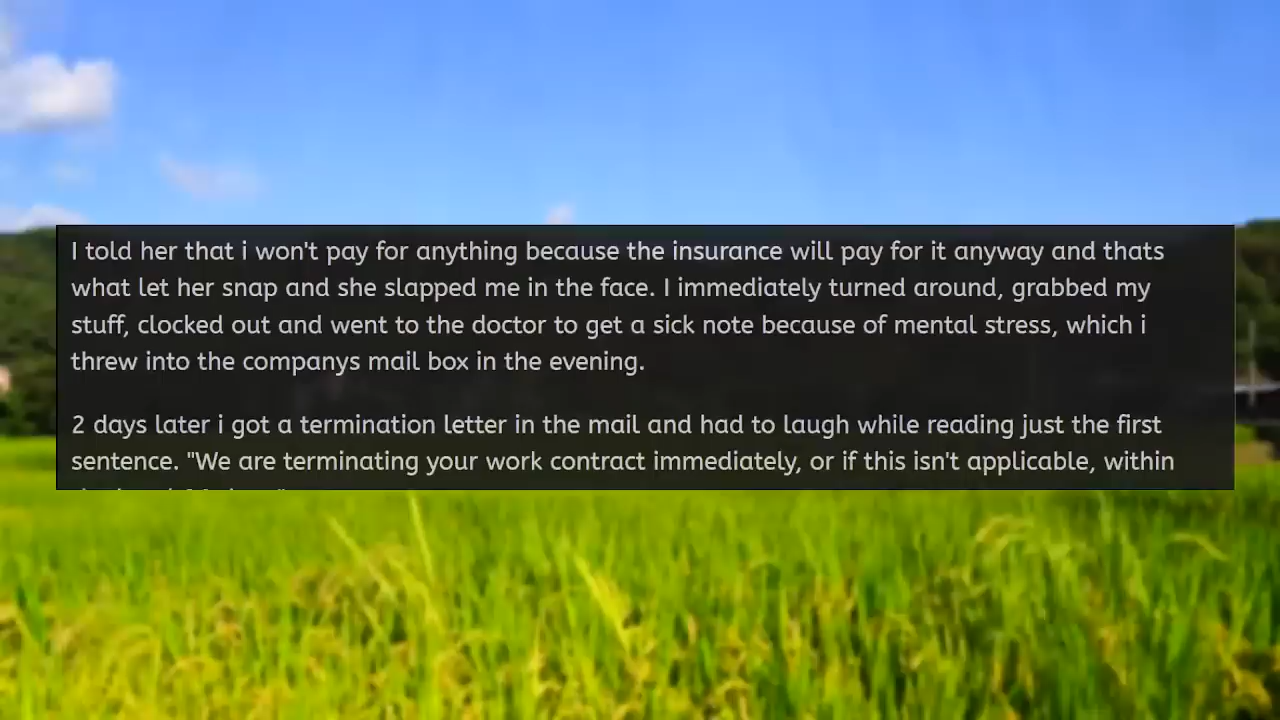 I told her that i won't pay for anything because the insurance will pay for it anyway and thats
what let her snap and she slapped me in the face. I immediately turned around, grabbed my
stuff, clocked out and went to the doctor to get a sick note because of mental stress, which i
threw into the companys mail box in the evening.
2 days later i got a termination letter in the mail and had to laugh while reading just the first
sentence. "We are terminating your work contract immediately, or if this isn't applicable, within